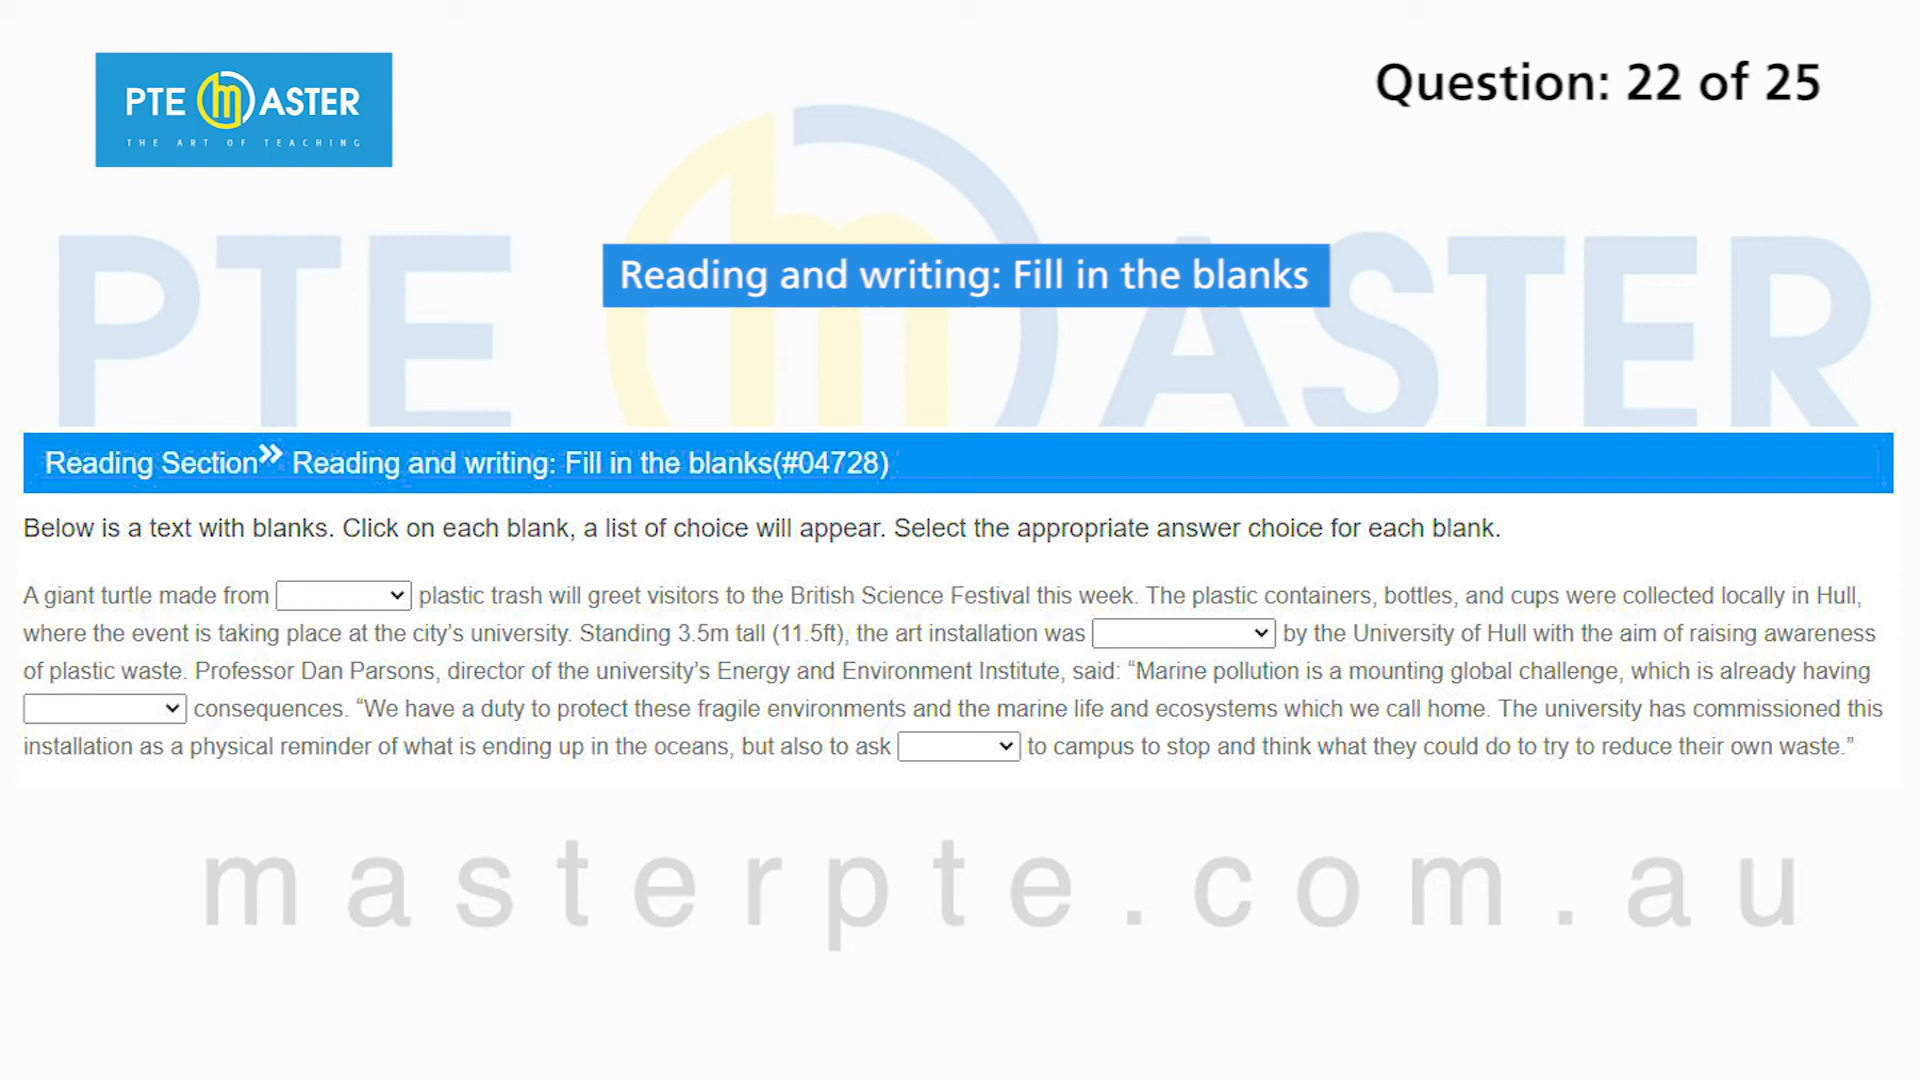 PTE MASTER
THE ART OF TEACHING
Question: 22 of 25
PTE MASTER
Reading and writing: Fill in the blanks
Reading Section» Reading and writing: Fill in the blanks(#04728)
Below is a text with blanks. Click on each blank, a list of choice will appear. Select the appropriate answer choice for each blank.
A giant turtle made from plastic trash will greet visitors to the British Science Festival this week. The plastic containers, bottles, and cups were collected locally in Hull,
where the event is taking place at the city’s university. Standing 3.5m tall (11.5ft), the art installation was by the University of Hull with the aim of raising awareness
of plastic waste. Professor Dan Parsons, director of the university’s Energy and Environment Institute, said: “Marine pollution is a mounting global challenge, which is already having
consequences. “We have a duty to protect these fragile environments and the marine life and ecosystems which we call home. The university has commissioned this
installation as a physical reminder of what is ending up in the oceans, but also to ask to campus to stop and think what they could do to try to reduce their own waste.”
masterpte.com.au